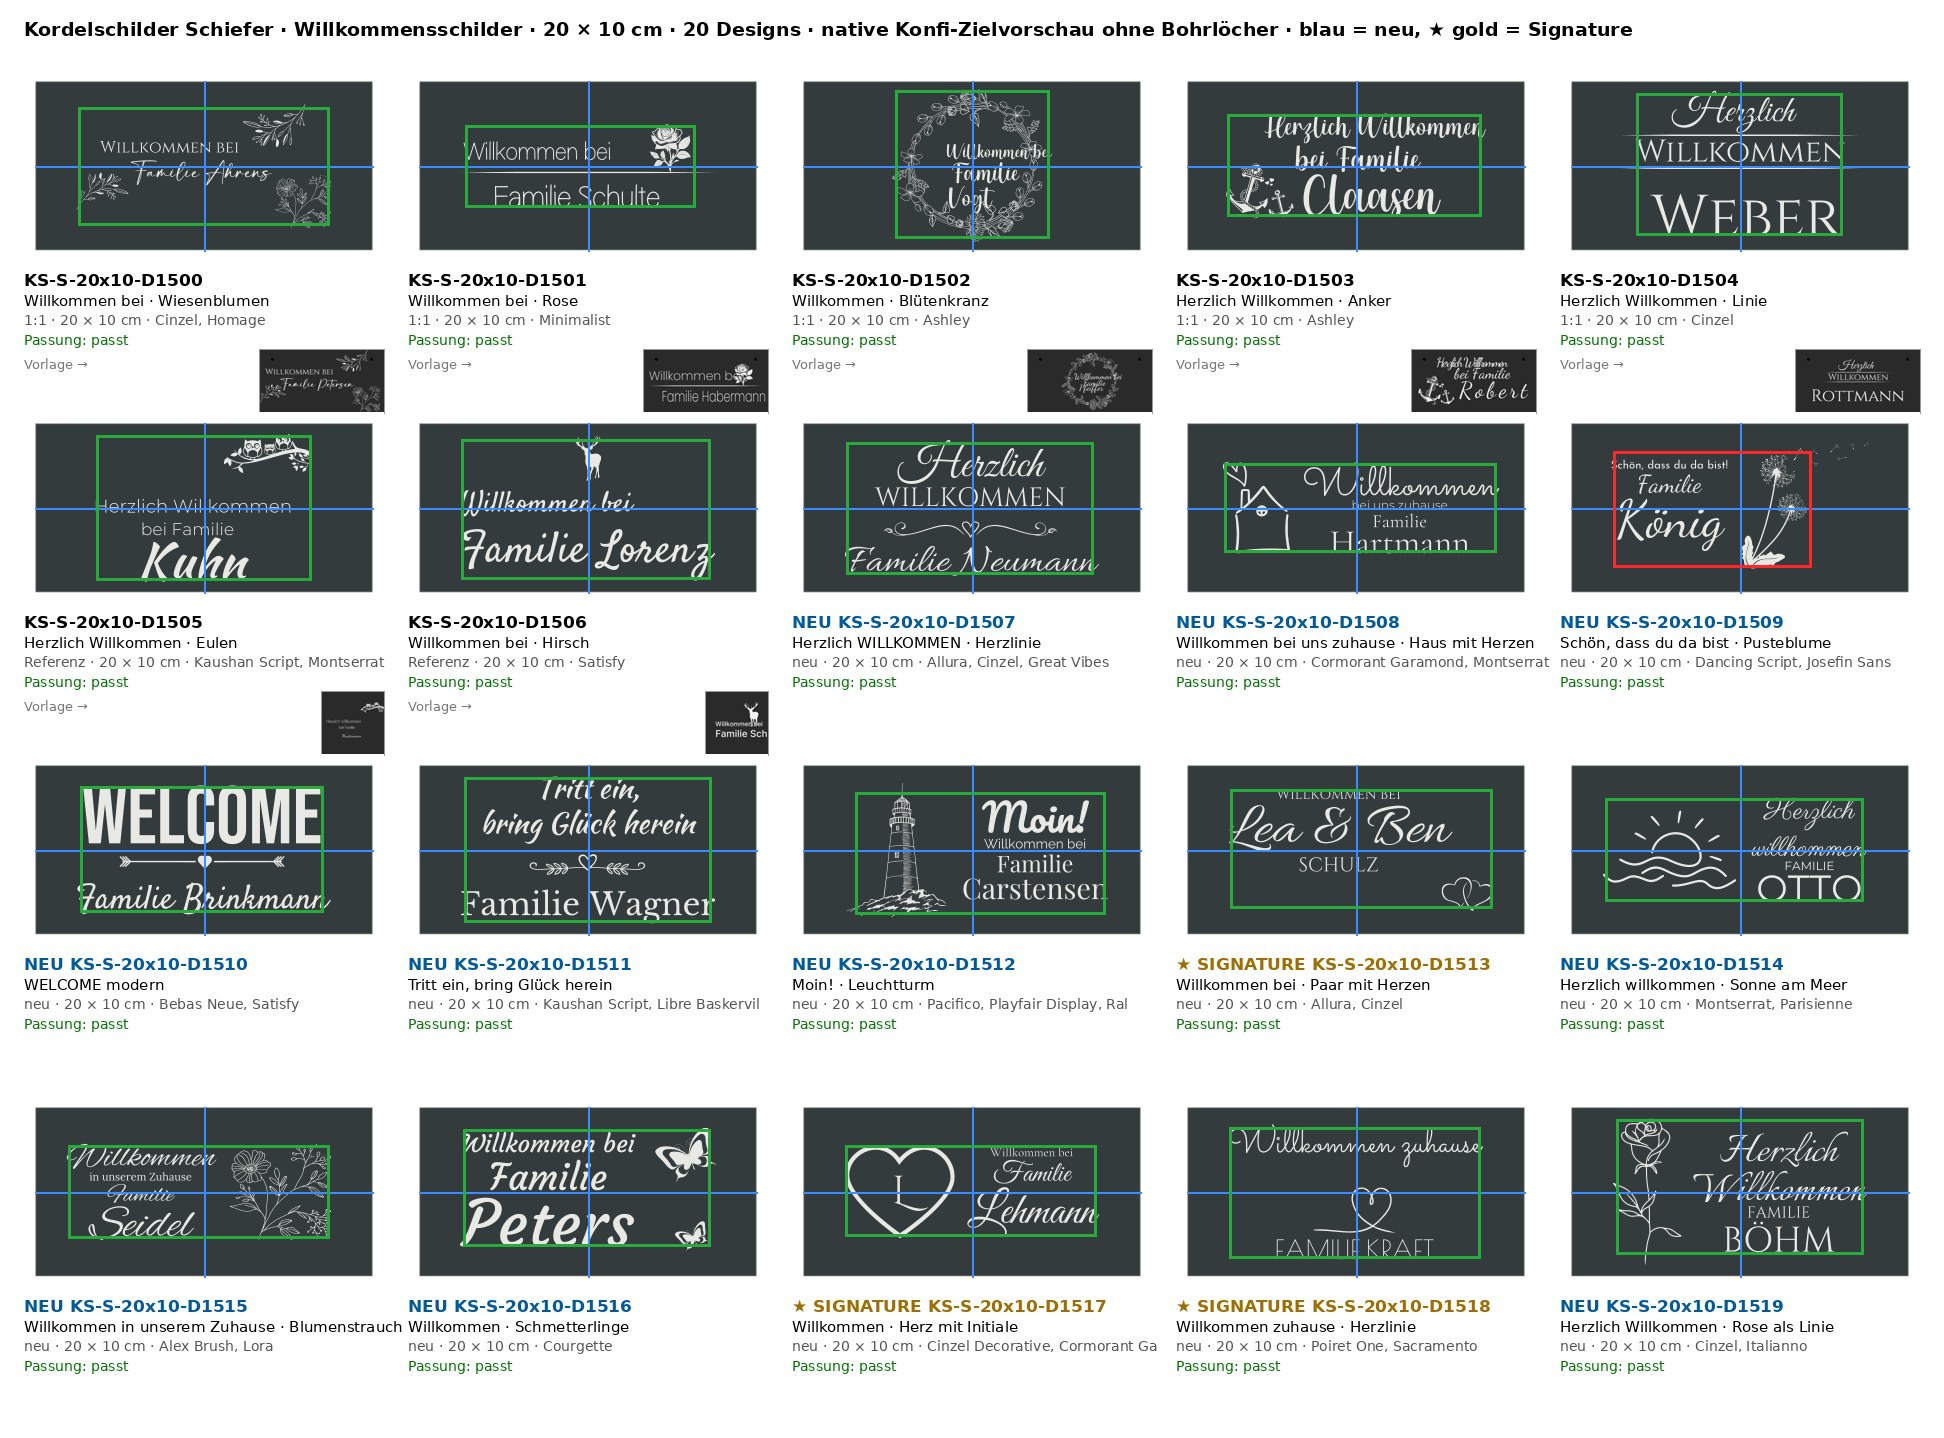 Kordelschilder Schiefer · Willkommensschilder · 20 × 10 cm · 20 Designs · native Konfi-Zielvorschau ohne Bohrlöcher · blau = neu, ★ gold = Signature
WILLKOMMEN BEI
Familie Ahrens
KS-S-20x10-D1500
Willkommen bei · Wiesenblumen
1:1 · 20 × 10 cm · Cinzel, Homage
Passung: passt
Vorlage →
WILLKOMMEN BEI
Familie Petersen
Willkommen bei
Familie Schulte
KS-S-20x10-D1501
Willkommen bei · Rose
1:1 · 20 × 10 cm · Minimalist
Passung: passt
Vorlage →
Willkommen b
Familie Habermann
Willkommen be
Familie
Vogt
KS-S-20x10-D1502
Willkommen · Blütenkranz
1:1 · 20 × 10 cm · Ashley
Passung: passt
Vorlage →
Willkommen bei
Familie
Herzlich Willkommen
bei Familie
Claasen
KS-S-20x10-D1503
Herzlich Willkommen · Anker
1:1 · 20 × 10 cm · Ashley
Passung: passt
Vorlage →
Herzlich Willkommen
bei Familie
Robert
Herzlich
WILLKOMMEN
WEBER
KS-S-20x10-D1504
Herzlich Willkommen · Linie
1:1 · 20 × 10 cm · Cinzel
Passung: passt
Vorlage →
Herzlich
WILLKOMMEN
ROTTMANN
Herzlich Willkommen
bei Familie
Kuhn
KS-S-20x10-D1505
Herzlich Willkommen · Eulen
Referenz · 20 × 10 cm · Kaushan Script, Montserrat
Passung: passt
Vorlage →
Willkommen bei
Familie Lorenz
KS-S-20x10-D1506
Willkommen bei · Hirsch
Referenz · 20 × 10 cm · Satisfy
Passung: passt
Vorlage →
Willkommen bei
Familie Sch
Herzlich
WILLKOMMEN
Familie Neumann
NEU KS-S-20x10-D1507
Herzlich WILLKOMMEN · Herzlinie
neu · 20 × 10 cm · Allura, Cinzel, Great Vibes
Passung: passt
Willkommen
bei uns zuhause
Familie
Hartmann
NEU KS-S-20x10-D1508
Willkommen bei uns zuhause · Haus mit Herzen
neu · 20 × 10 cm · Cormorant Garamond, Montserrat
Passung: passt
Schön, dass du da bist!
Familie
König
NEU KS-S-20x10-D1509
Schön, dass du da bist · Pusteblume
neu · 20 × 10 cm · Dancing Script, Josefin Sans
Passung: passt
WELCOME
Familie Brinkmann
NEU KS-S-20x10-D1510
WELCOME modern
neu · 20 × 10 cm · Bebas Neue, Satisfy
Passung: passt
Tritt ein,
bring Glück herein
Familie Wagner
NEU KS-S-20x10-D1511
Tritt ein, bring Glück herein
neu · 20 × 10 cm · Kaushan Script, Libre Baskervil
Passung: passt
Moin!
Willkommen bei
Familie
Carstensen
NEU KS-S-20x10-D1512
Moin! · Leuchtturm
neu · 20 × 10 cm · Pacifico, Playfair Display, Ral
Passung: passt
WILLKOMMEN BEI
Lea & Ben
SCHULZ
★ SIGNATURE KS-S-20x10-D1513
Willkommen bei · Paar mit Herzen
neu · 20 × 10 cm · Allura, Cinzel
Passung: passt
Herzlich
willkommen
FAMILIE
OTTO
NEU KS-S-20x10-D1514
Herzlich willkommen · Sonne am Meer
neu · 20 × 10 cm · Montserrat, Parisienne
Passung: passt
Willkommen
in unserem Zuhause
Familie
Seidel
NEU KS-S-20x10-D1515
Willkommen in unserem Zuhause · Blumenstrauch
neu · 20 × 10 cm · Alex Brush, Lora
Passung: passt
Willkommen bei
Familie
Peters
NEU KS-S-20x10-D1516
Willkommen · Schmetterlinge
neu · 20 × 10 cm · Courgette
Passung: passt
L
Willkommen bei
Familie
Lehmann
★ SIGNATURE KS-S-20x10-D1517
Willkommen · Herz mit Initiale
neu · 20 × 10 cm · Cinzel Decorative, Cormorant Ga
Passung: passt
Willkommen zuhause
FAMILIE KRAFT
★ SIGNATURE KS-S-20x10-D1518
Willkommen zuhause · Herzlinie
neu · 20 × 10 cm · Poiret One, Sacramento
Passung: passt
Herzlich
Willkommen
FAMILIE
BÖHM
NEU KS-S-20x10-D1519
Herzlich Willkommen · Rose als Linie
neu · 20 × 10 cm · Cinzel, Italianno
Passung: passt